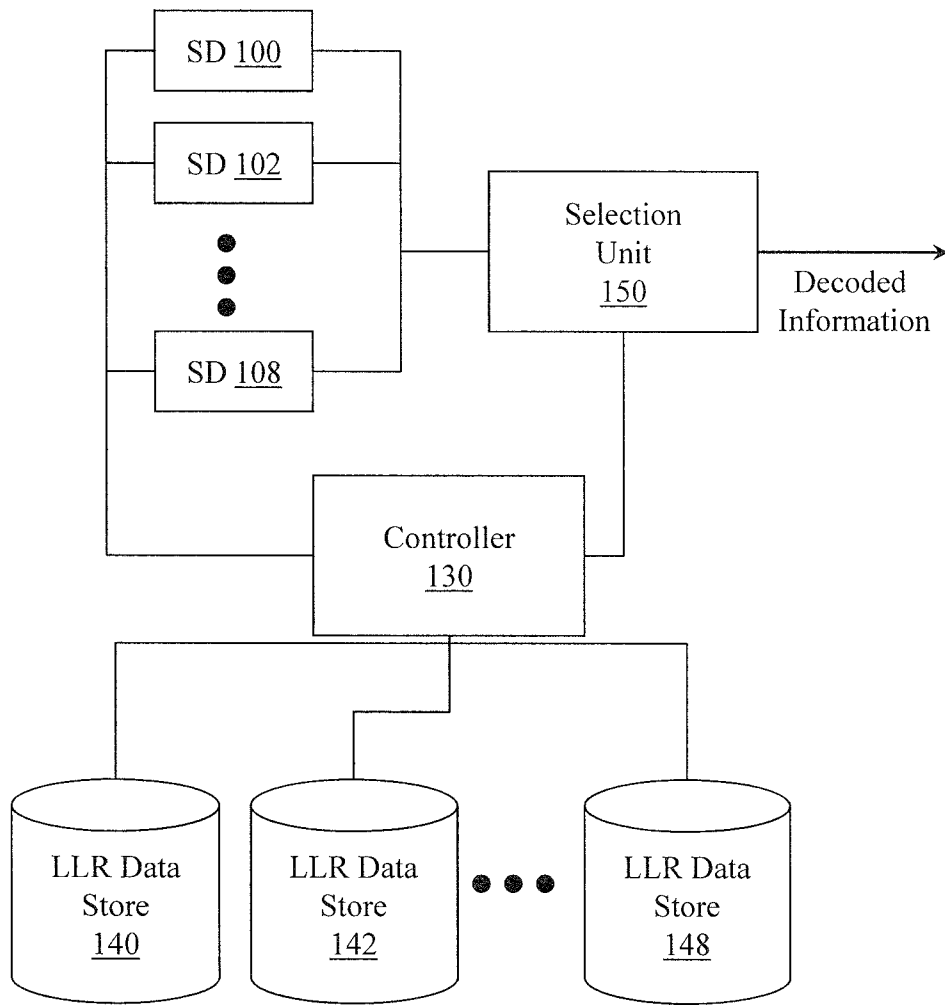 SD 100
SD 102
Selection
Unit
150
Decoded
Information
SD 108
Controller
130
LLR Data
Store
140
LLR Data
Store
142
LLR Data
Store
148